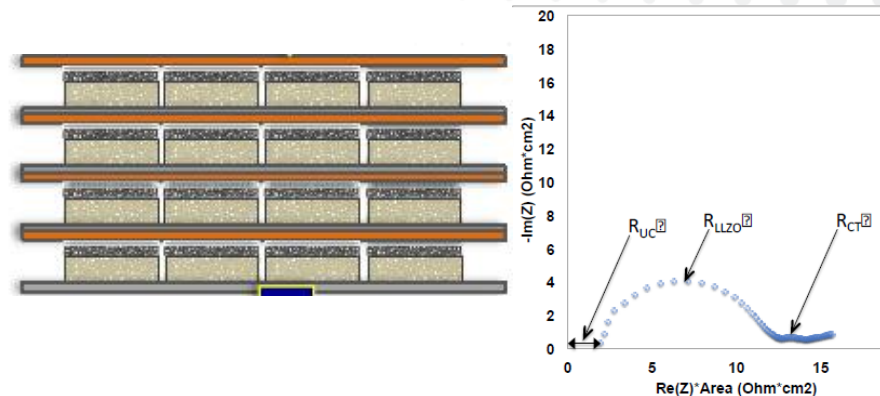 20
18
16
14
12
10
8
6
4
2
0
-Im(Z) (Ohm*cm2)
R_UC⍰
R_LLZO⍰
R_CT⍰
0 5 10 15
Re(Z)*Area (Ohm*cm2)